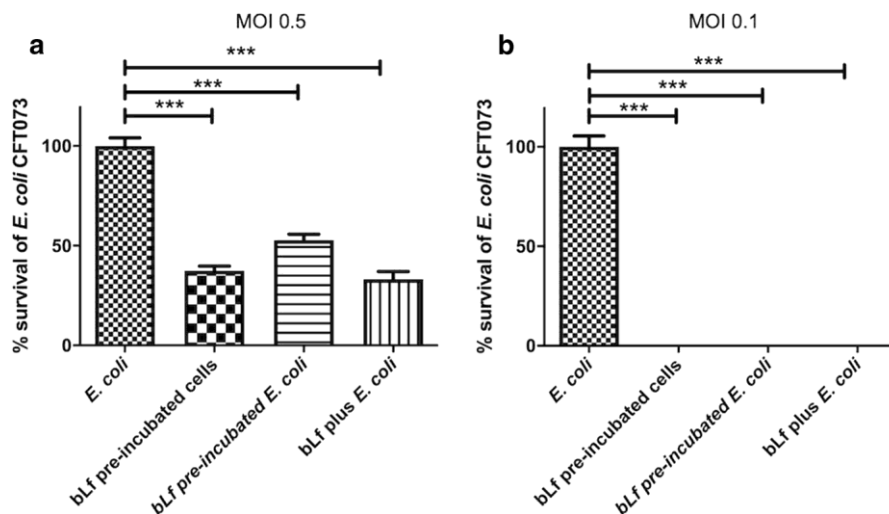 MOI 0.5
a
***
***
***
% survival of E. coli CFT073
100
50
0
E. coli
bLf pre-incubated cells
bLf pre-incubated E. coli
bLf plus E. coli
MOI 0.1
b
***
***
***
% survival of E. coli CFT073
100
50
0
E. coli
bLf pre-incubated cells
bLf pre-incubated E. coli
bLf plus E. coli